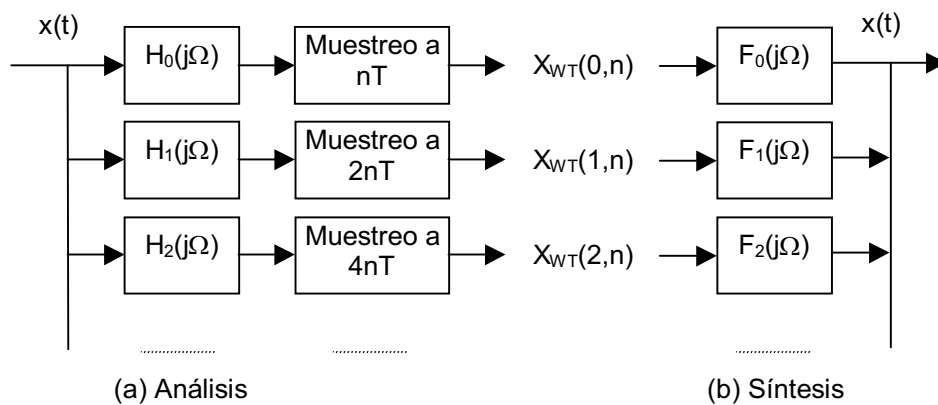 x(t)
x(t)
H₀(jΩ)
Muestreo a
nT
X_WT(0,n)
F₀(jΩ)
H₁(jΩ)
Muestreo a
2nT
X_WT(1,n)
F₁(jΩ)
H₂(jΩ)
Muestreo a
4nT
X_WT(2,n)
F₂(jΩ)
(a) Análisis
(b) Síntesis